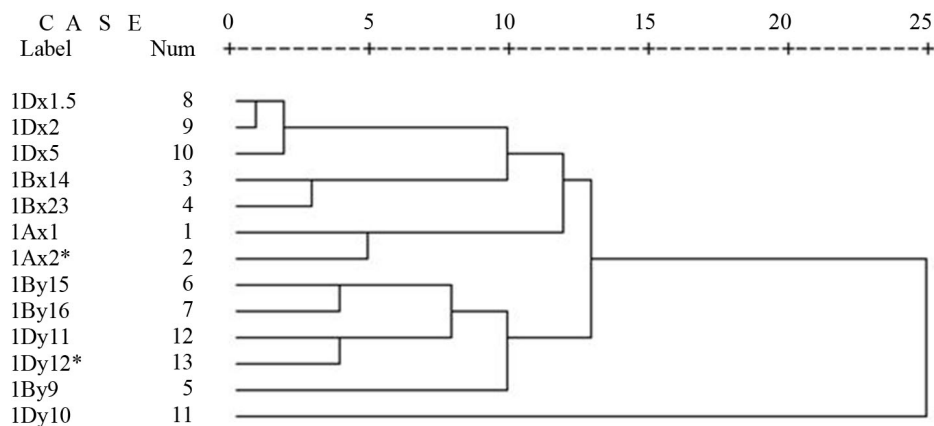 C A S E 0 5 10 15 20 25
Label Num
1Dx1.5 8
1Dx2 9
1Dx5 10
1Bx14 3
1Bx23 4
1Ax1 1
1Ax2* 2
1By15 6
1By16 7
1Dy11 12
1Dy12* 13
1By9 5
1Dy10 11